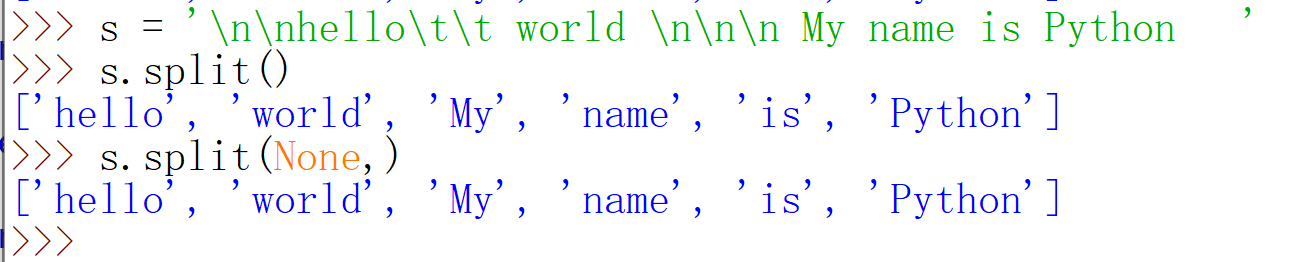 >>> s = '\n\nhello\t\t world \n\n\n My name is Python   '
>>> s.split()
['hello', 'world', 'My', 'name', 'is', 'Python']
>>> s.split(None,)
['hello', 'world', 'My', 'name', 'is', 'Python']
>>>